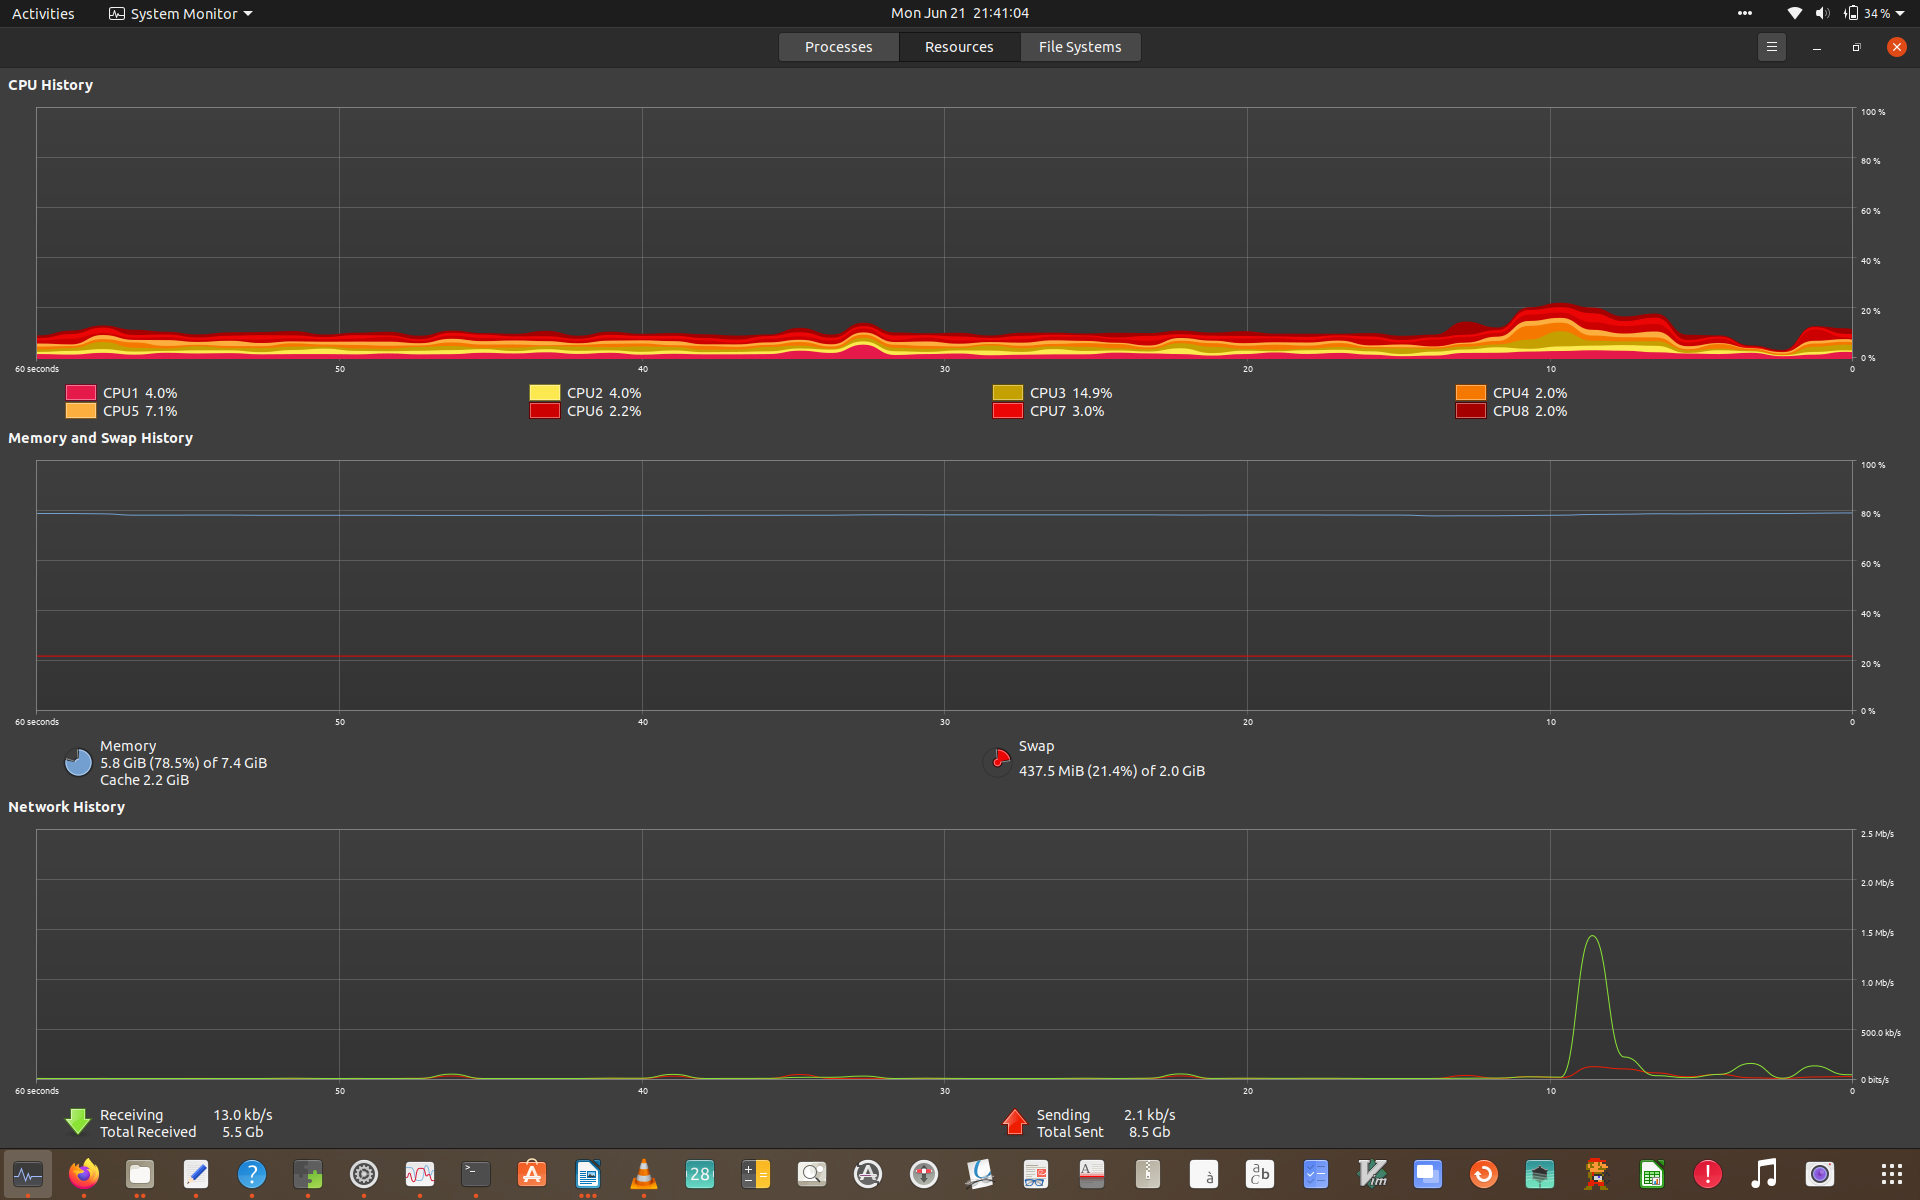 Activities System Monitor Mon Jun 21 21:41:04 34 %
Processes Resources File Systems
CPU History
100 %
80 %
60 %
40 %
20 %
0 %
60 seconds 50 40 30 20 10 0
CPU1 4.0% CPU2 4.0% CPU3 14.9% CPU4 2.0%
CPU5 7.1% CPU6 2.2% CPU7 3.0% CPU8 2.0%
Memory and Swap History
100 %
80 %
60 %
40 %
20 %
0 %
60 seconds 50 40 30 20 10 0
Memory
5.8 GiB (78.5%) of 7.4 GiB
Cache 2.2 GiB
Swap
437.5 MiB (21.4%) of 2.0 GiB
Network History
2.5 Mb/s
2.0 Mb/s
1.5 Mb/s
1.0 Mb/s
500.0 kb/s
0 bits/s
60 seconds 50 40 30 20 10 0
Receiving 13.0 kb/s Sending 2.1 kb/s
Total Received 5.5 Gb Total Sent 8.5 Gb
28
à
a b c
Vim